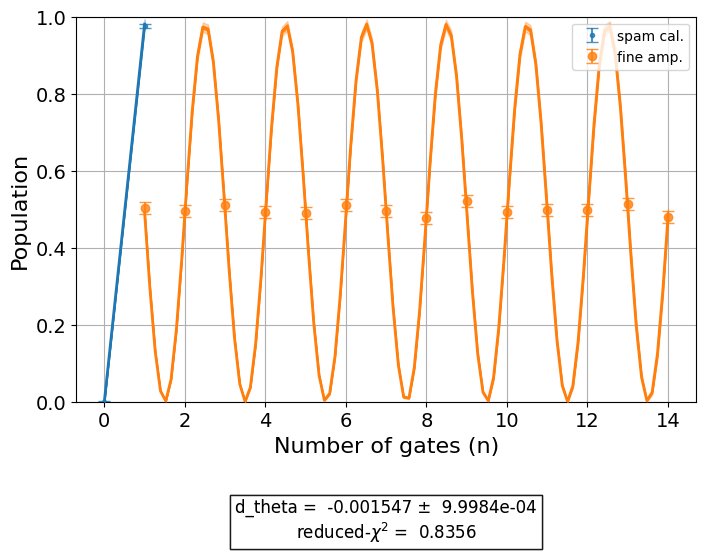 1.0
0.8
0.6
0.4
0.2
0.0
Population
spam cal.
fine amp.
0 2 4 6 8 10 12 14
Number of gates (n)
d_theta = -0.001547 ± 9.9984e-04
reduced-χ² = 0.8356